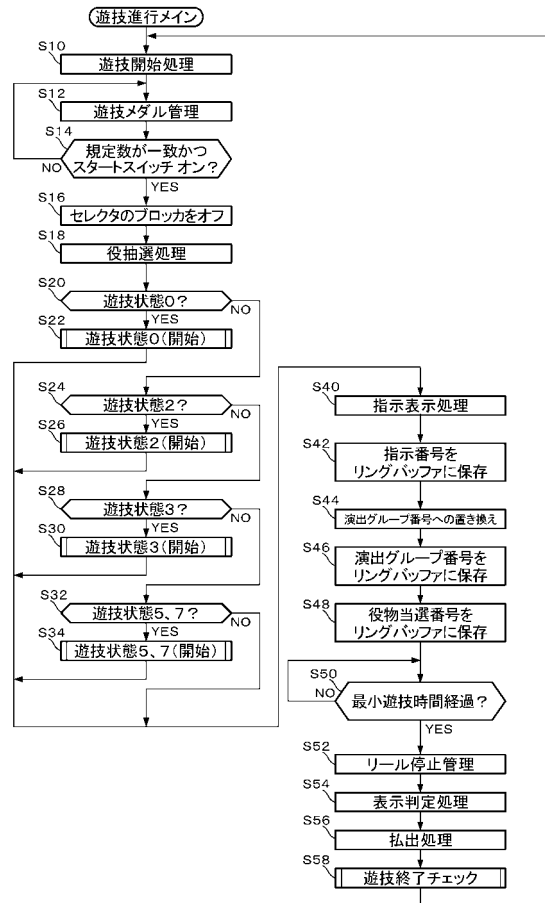 遊技進行メイン
S10
遊技開始処理
S12
遊技メダル管理
S14
規定数が一致かつ
スタートスイッチ オン？
NO
YES
S16
セレクタのブロッカをオフ
S18
役抽選処理
S20
遊技状態0？
NO
YES
S22
遊技状態0（開始）
S24
遊技状態2？
NO
YES
S26
遊技状態2（開始）
S28
遊技状態3？
NO
YES
S30
遊技状態3（開始）
S32
遊技状態5、7？
NO
YES
S34
遊技状態5、7（開始）
S40
指示表示処理
S42
指示番号を
リングバッファに保存
S44
演出グループ番号への置き換え
S46
演出グループ番号を
リングバッファに保存
S48
役物当選番号を
リングバッファに保存
S50
最小遊技時間経過？
NO
YES
S52
リール停止管理
S54
表示判定処理
S56
払出処理
S58
遊技終了チェック